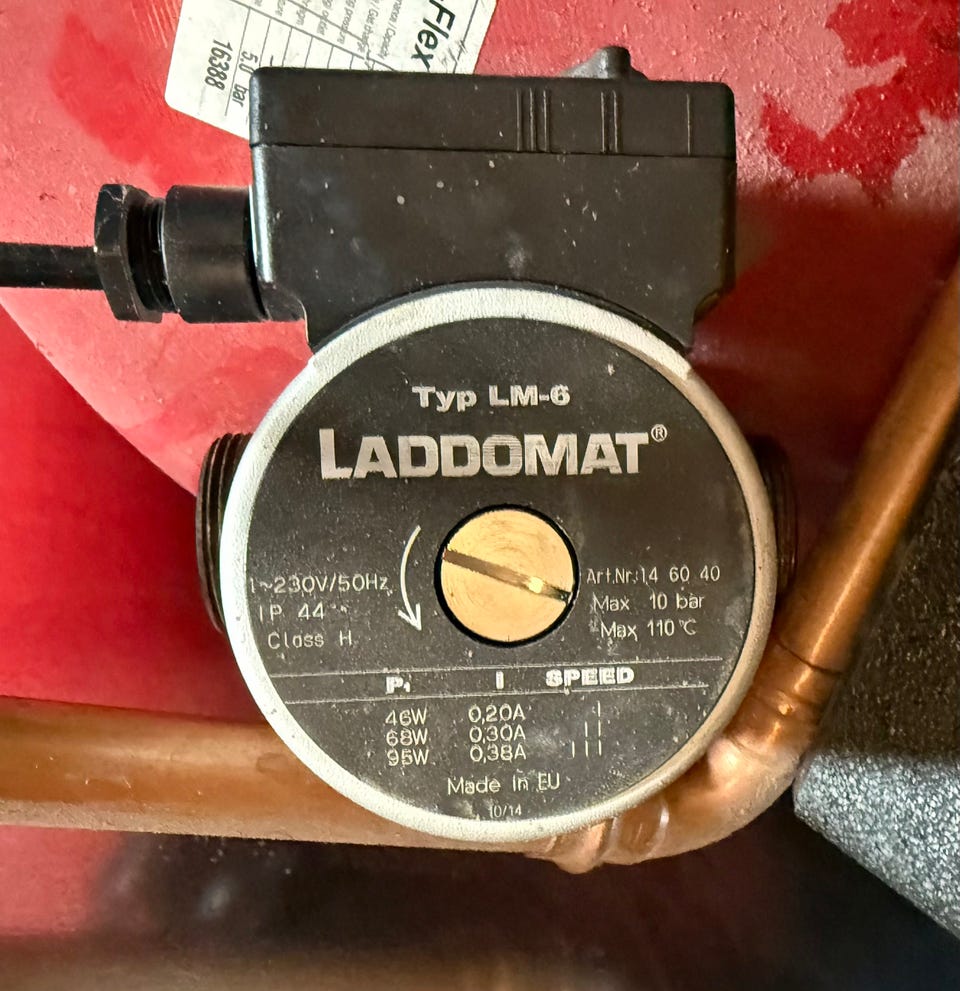 Flex
5.0 bar
16388
Typ LM-6
LADDOMAT®
1~230V/50Hz
IP 44
Class H
Art.Nr:14 60 40
Max 10 bar
Max 110°C
P₁ I SPEED
46W 0,20A I
68W 0,30A II
95W 0,38A III
Made in EU
10/14